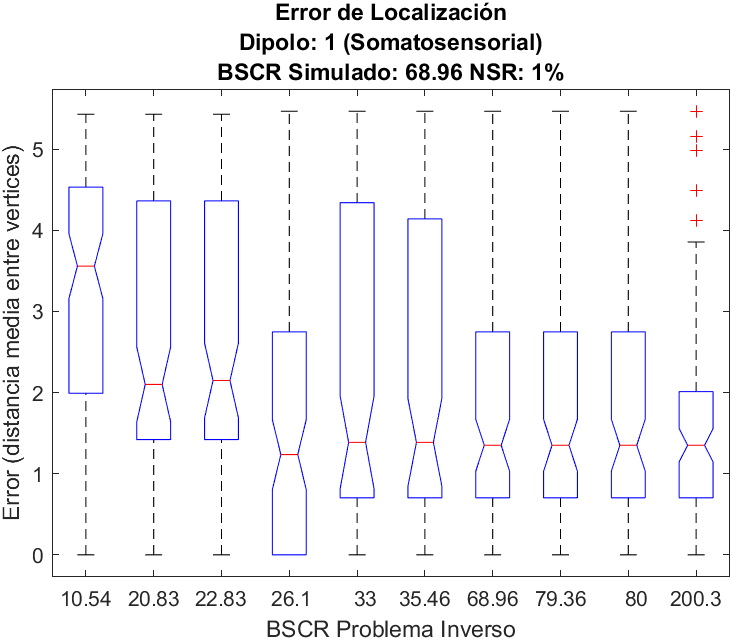 Error de Localización
Dipolo: 1 (Somatosensorial)
BSCR Simulado: 68.96 NSR: 1%
Error (distancia media entre vertices)
5
4
3
2
1
0
10.54 20.83 22.83 26.1 33 35.46 68.96 79.36 80 200.3
BSCR Problema Inverso